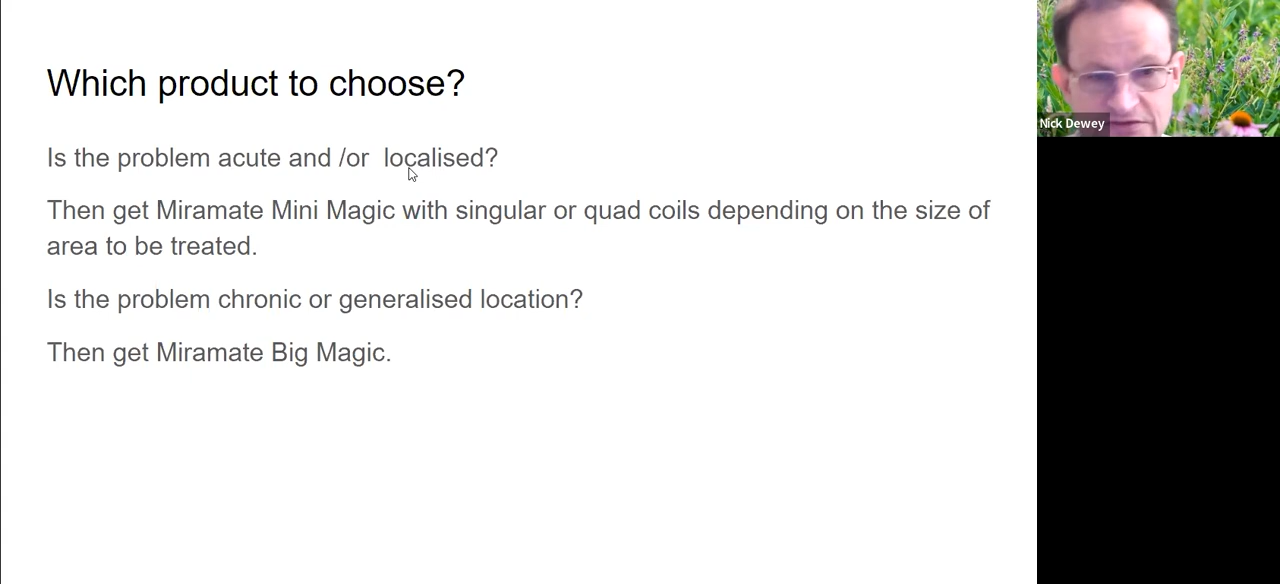 Which product to choose?
Is the problem acute and /or  localised?
Then get Miramate Mini Magic with singular or quad coils depending on the size of
area to be treated.
Is the problem chronic or generalised location?
Then get Miramate Big Magic.
Nick Dewey